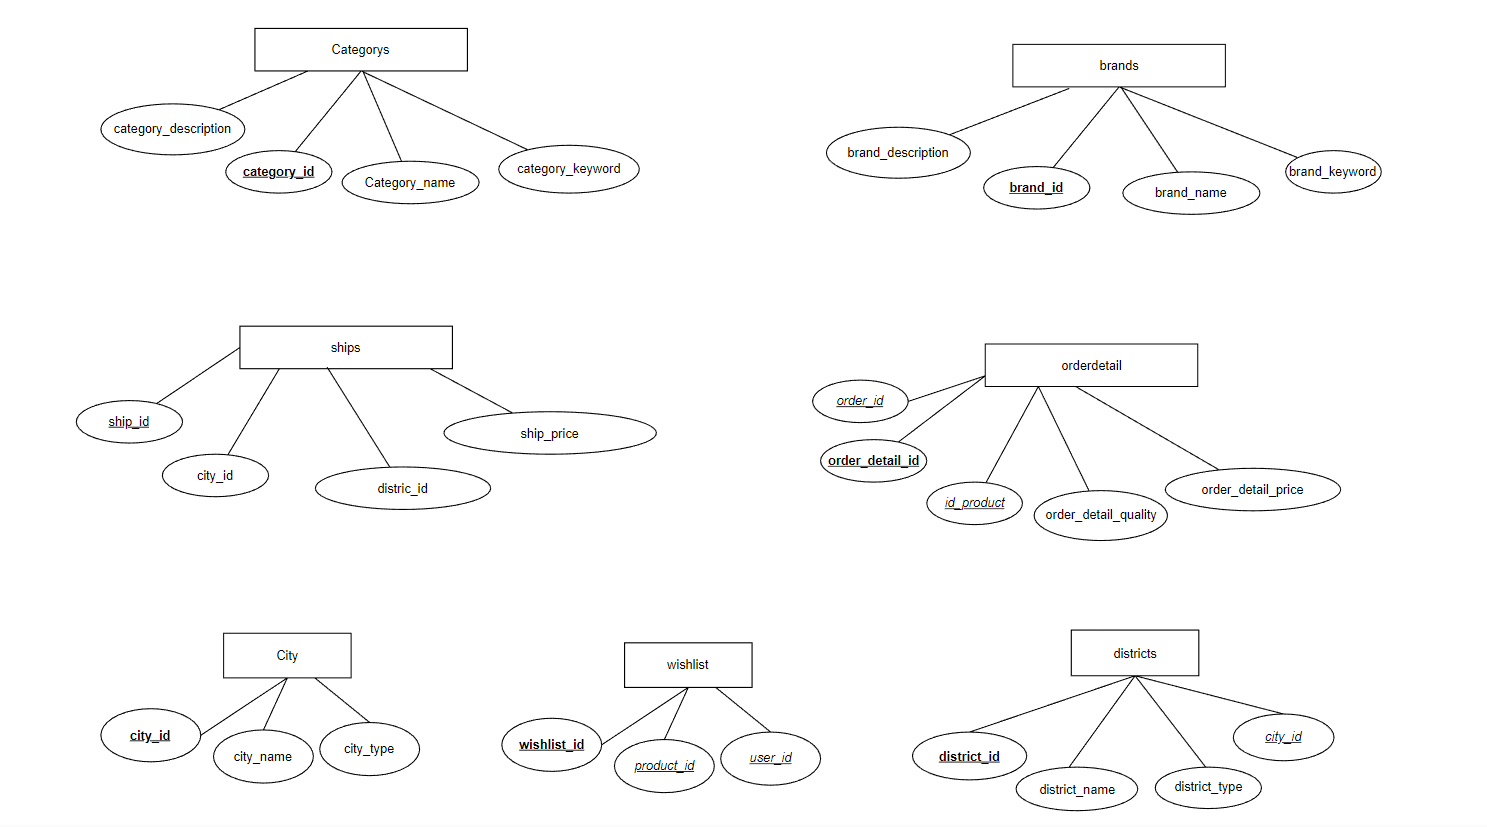 Categorys
category_description
category_id
Category_name
category_keyword
brands
brand_description
brand_id
brand_name
brand_keyword
ships
ship_id
city_id
distric_id
ship_price
orderdetail
order_id
order_detail_id
id_product
order_detail_quality
order_detail_price
City
city_id
city_name
city_type
wishlist
wishlist_id
product_id
user_id
districts
district_id
district_name
district_type
city_id